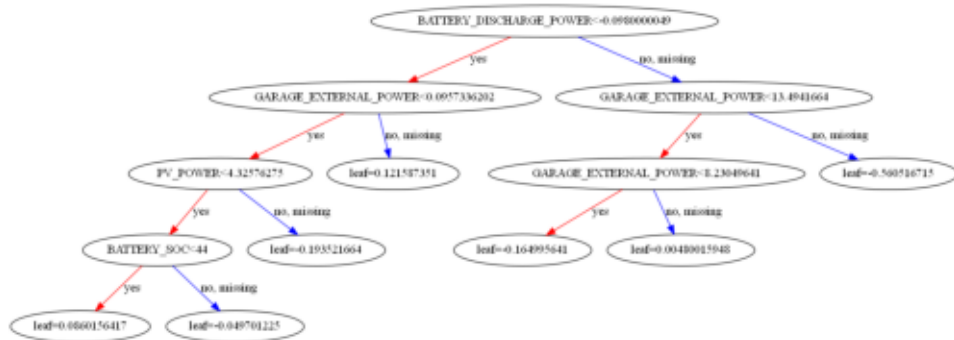 BATTERY_DISCHARGE_POWER<-0.0980000049
yes
no, missing
GARAGE_EXTERNAL_POWER<0.0957336202
GARAGE_EXTERNAL_POWER<13.4941664
yes
no, missing
yes
no, missing
PV_POWER<4.32576275
leaf=0.121587351
GARAGE_EXTERNAL_POWER<8.23049641
leaf=-0.560516715
yes
no, missing
yes
no, missing
BATTERY_SOC<44
leaf=-0.193521664
leaf=-0.164995641
leaf=0.00480015948
yes
no, missing
leaf=0.0860156417
leaf=-0.049701225